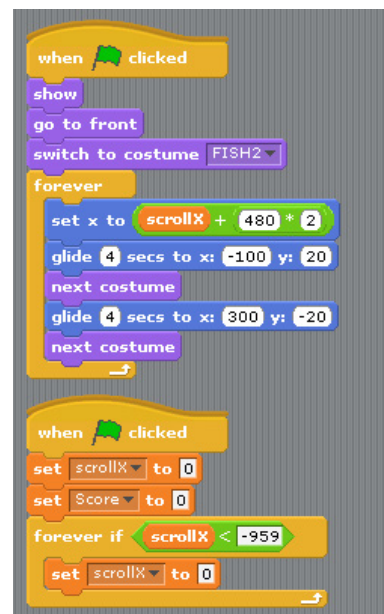 when clicked
show
go to front
switch to costume FISH2
forever
set x to scrollX + 480 * 2
glide 4 secs to x: -100 y: 20
next costume
glide 4 secs to x: 300 y: -20
next costume
when clicked
set scrollX to 0
set Score to 0
forever if scrollX < -959
set scrollX to 0